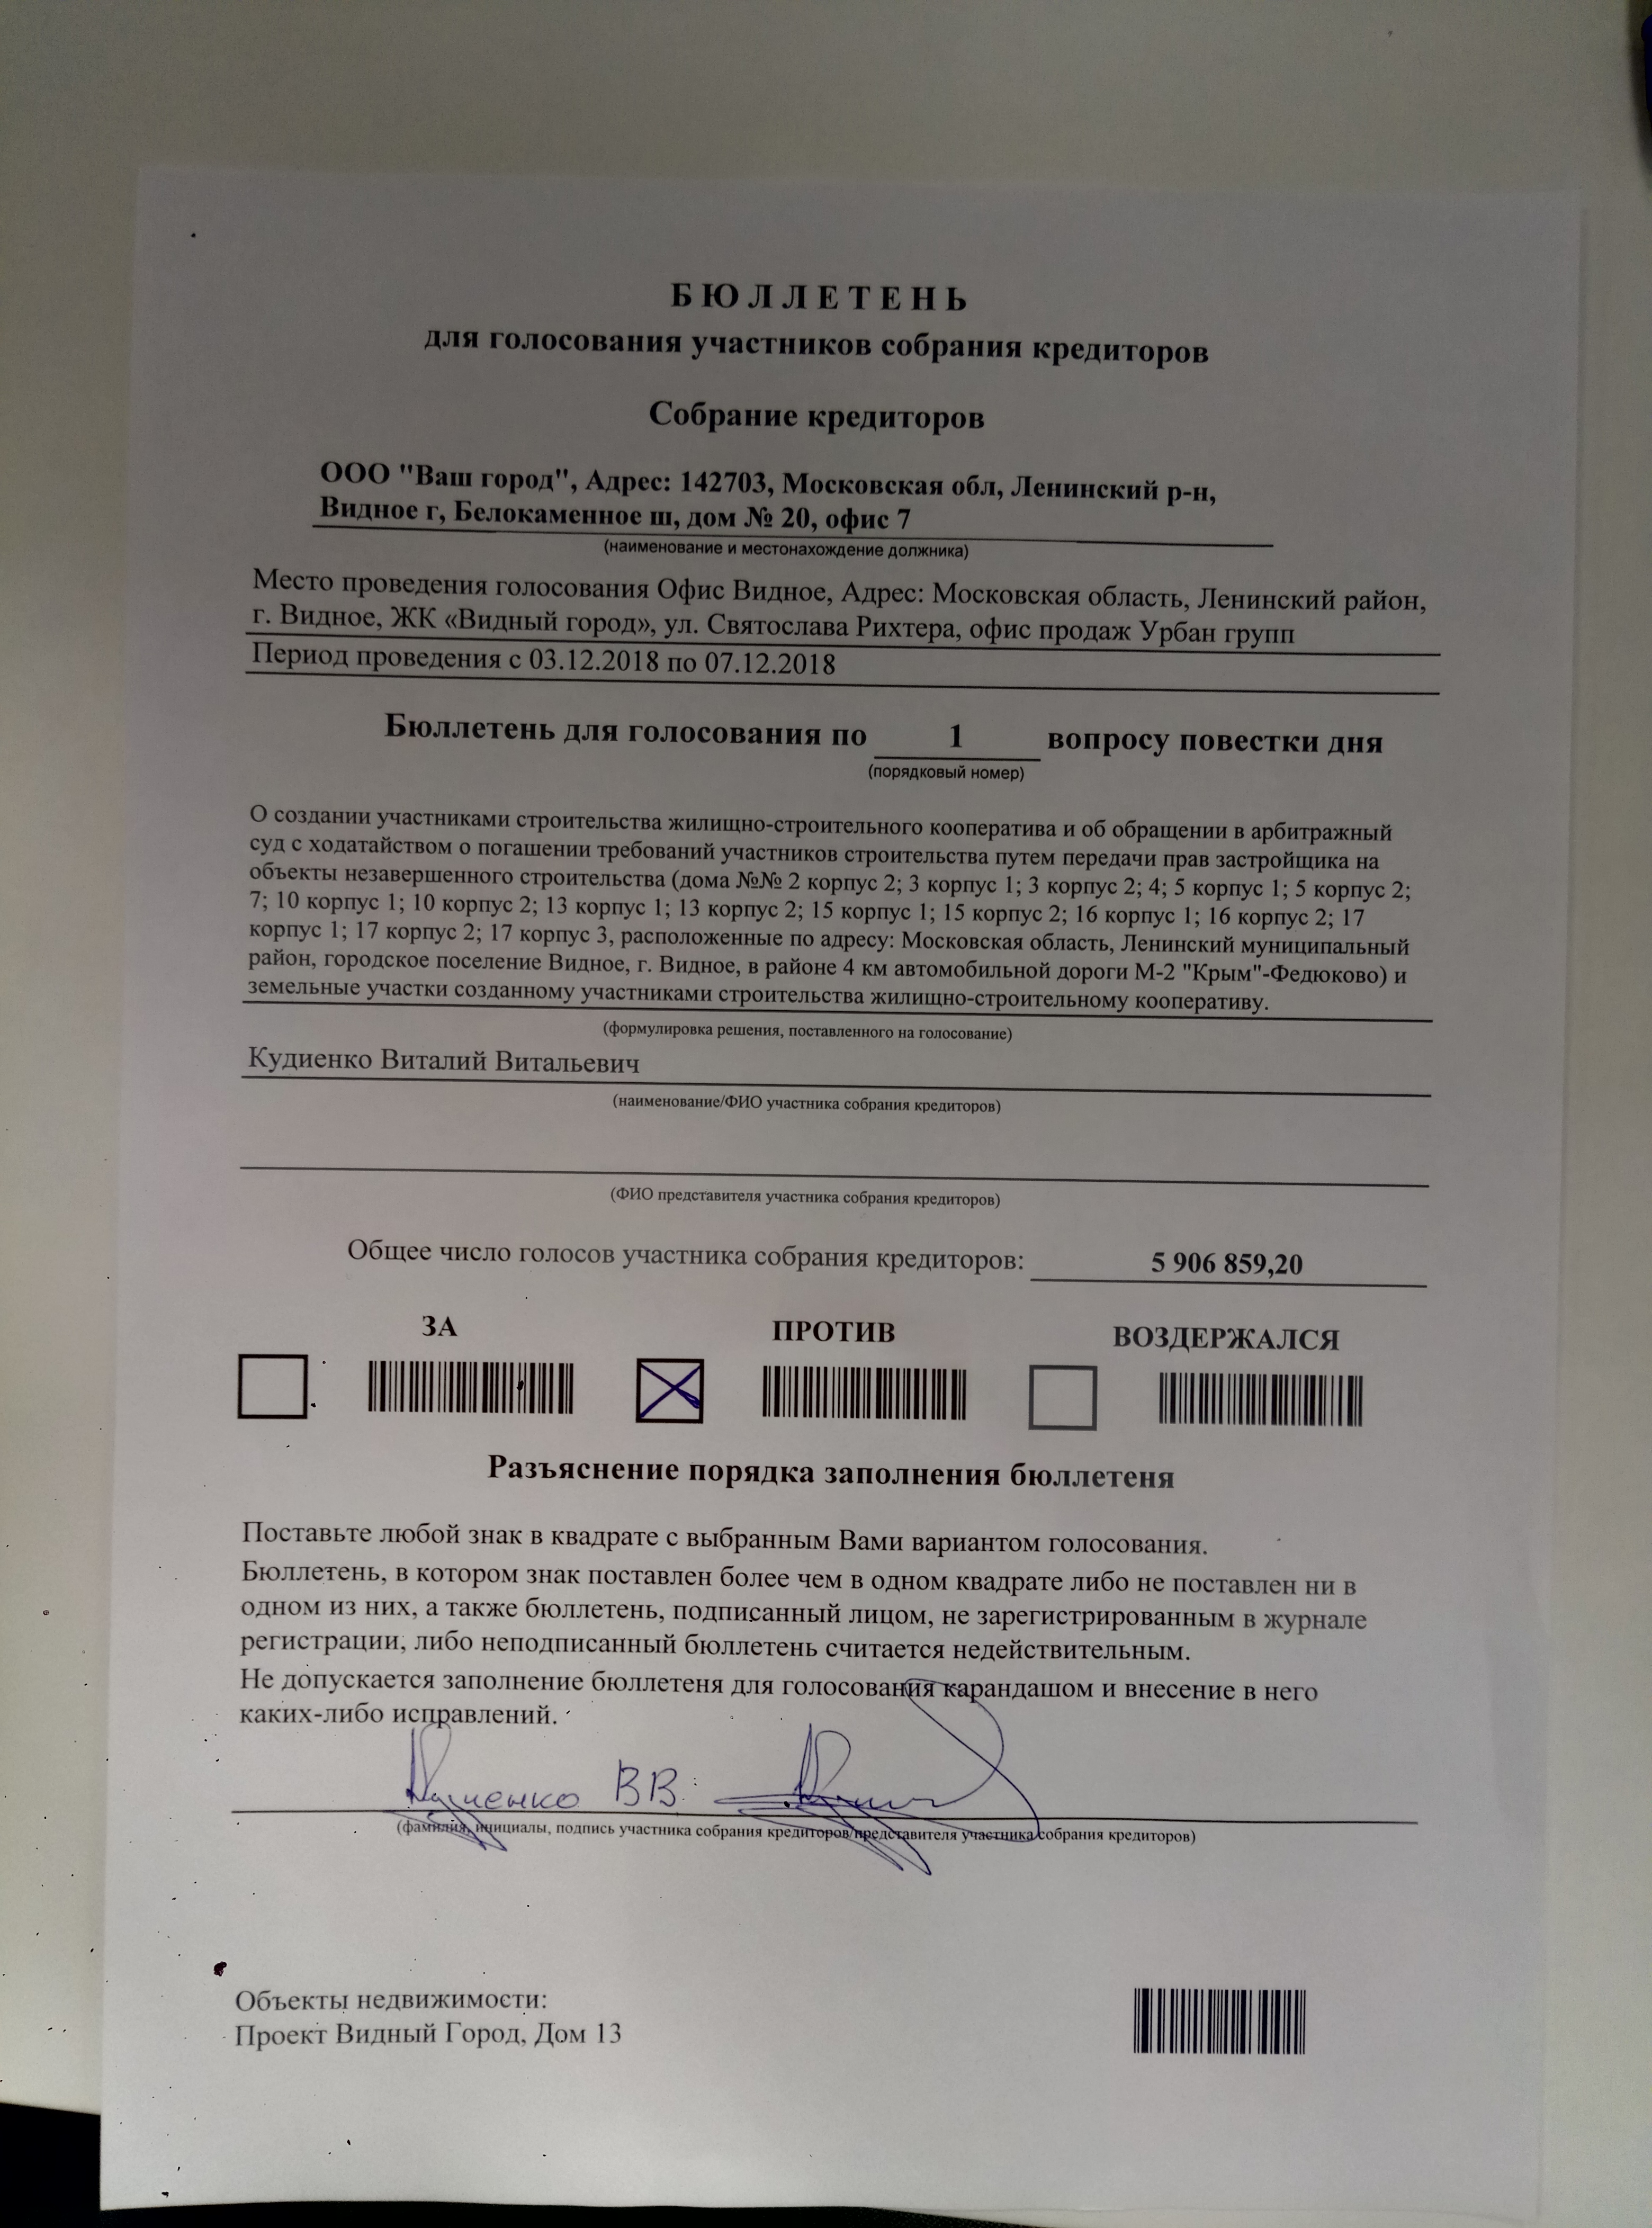 БЮЛЛЕТЕНЬ
для голосования участников собрания кредиторов
Собрание кредиторов
ООО "Ваш город", Адрес: 142703, Московская обл, Ленинский р-н,
Видное г, Белокаменное ш, дом № 20, офис 7
(наименование и местонахождение должника)
Место проведения голосования Офис Видное, Адрес: Московская область, Ленинский район,
г. Видное, ЖК «Видный город», ул. Святослава Рихтера, офис продаж Урбан групп
Период проведения с 03.12.2018 по 07.12.2018
Бюллетень для голосования по 1 вопросу повестки дня
(порядковый номер)
О создании участниками строительства жилищно-строительного кооператива и об обращении в арбитражный
суд с ходатайством о погашении требований участников строительства путем передачи прав застройщика на
объекты незавершенного строительства (дома №№ 2 корпус 2; 3 корпус 1; 3 корпус 2; 4; 5 корпус 1; 5 корпус 2;
7; 10 корпус 1; 10 корпус 2; 13 корпус 1; 13 корпус 2; 15 корпус 1; 15 корпус 2; 16 корпус 1; 16 корпус 2; 17
корпус 1; 17 корпус 2; 17 корпус 3, расположенные по адресу: Московская область, Ленинский муниципальный
район, городское поселение Видное, г. Видное, в районе 4 км автомобильной дороги М-2 "Крым"-Федюково) и
земельные участки созданному участниками строительства жилищно-строительному кооперативу.
(формулировка решения, поставленного на голосование)
Кудиенко Виталий Витальевич
(наименование/ФИО участника собрания кредиторов)
(ФИО представителя участника собрания кредиторов)
Общее число голосов участника собрания кредиторов: 5 906 859,20
ЗА ПРОТИВ ВОЗДЕРЖАЛСЯ
Разъяснение порядка заполнения бюллетеня
Поставьте любой знак в квадрате с выбранным Вами вариантом голосования.
Бюллетень, в котором знак поставлен более чем в одном квадрате либо не поставлен ни в
одном из них, а также бюллетень, подписанный лицом, не зарегистрированным в журнале
регистрации, либо неподписанный бюллетень считается недействительным.
Не допускается заполнение бюллетеня для голосования карандашом и внесение в него
каких-либо исправлений.
Кудиенко ВВ.
(фамилия, инициалы, подпись участника собрания кредиторов/представителя участника собрания кредиторов)
Объекты недвижимости:
Проект Видный Город, Дом 13